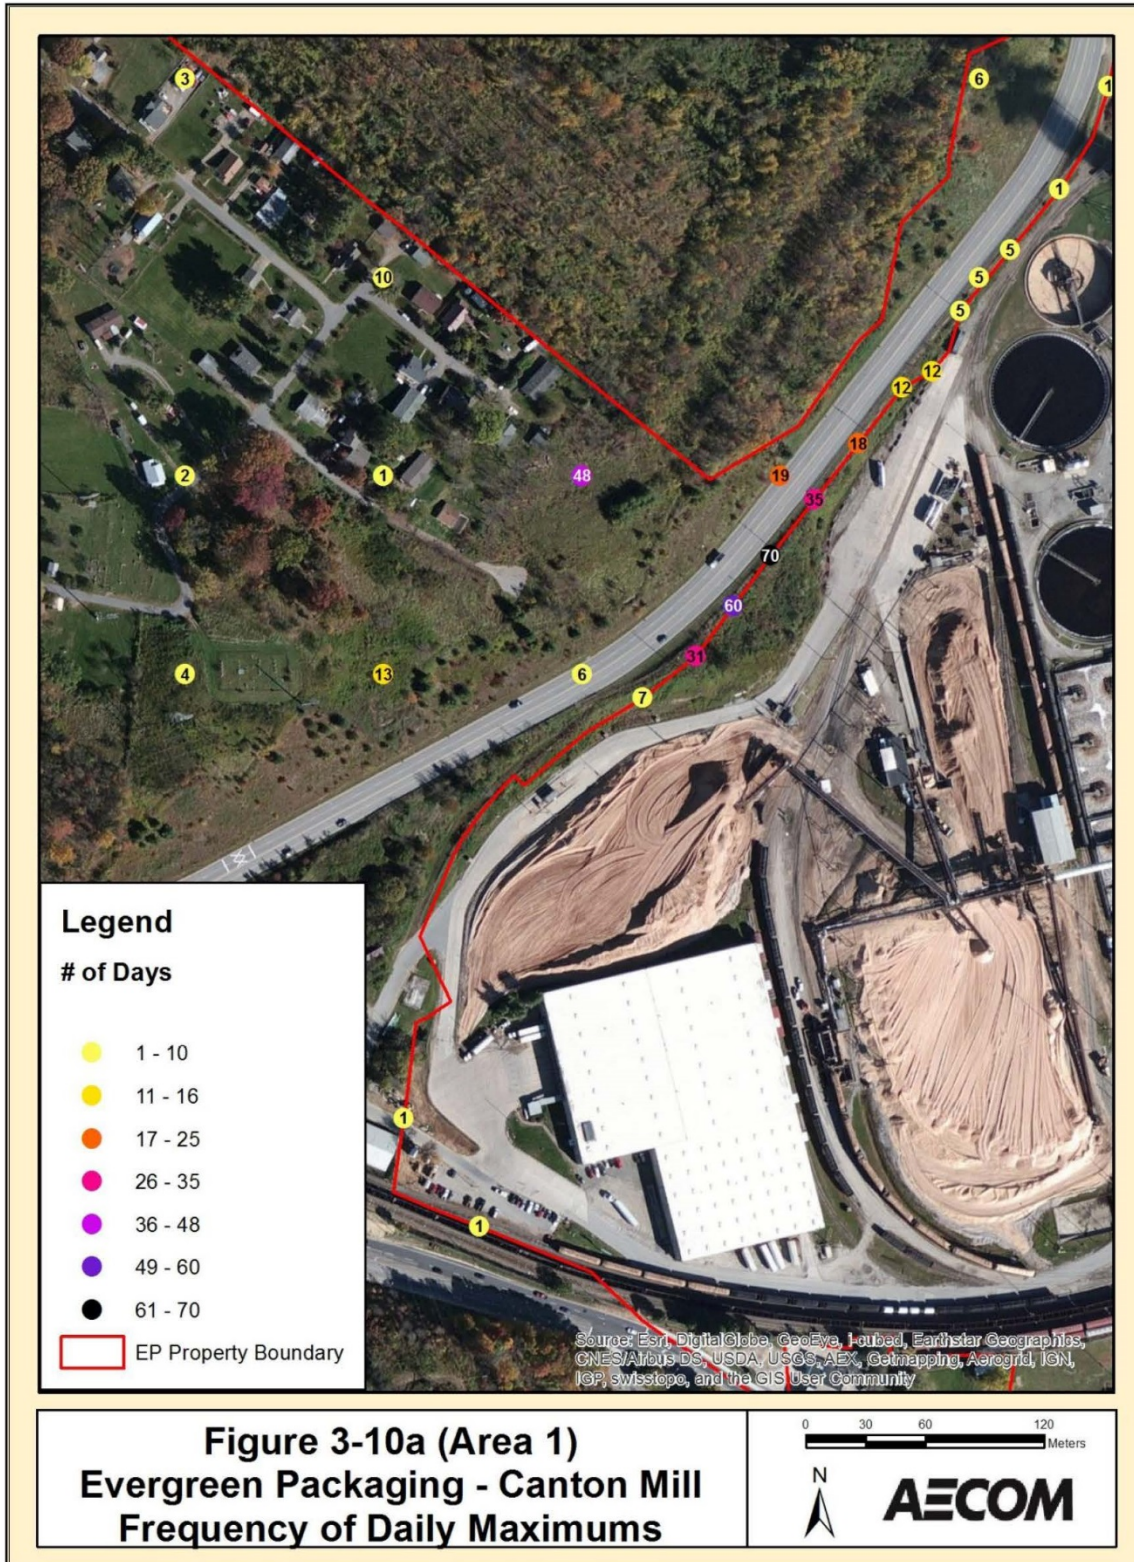 3
6
1
1
10
5
5
5
12
12
18
2
1
48
19
35
70
60
31
4
13
6
7
1
1
Legend
# of Days
1 - 10
11 - 16
17 - 25
26 - 35
36 - 48
49 - 60
61 - 70
EP Property Boundary
Source: Esri, DigitalGlobe, GeoEye, i-cubed, Earthstar Geographics,
CNES/Airbus DS, USDA, USGS, AEX, Getmapping, Aerogrid, IGN,
IGP, swisstopo, and the GIS User Community
Figure 3-10a (Area 1)
Evergreen Packaging - Canton Mill
Frequency of Daily Maximums
0 30 60 120
Meters
N
AECOM